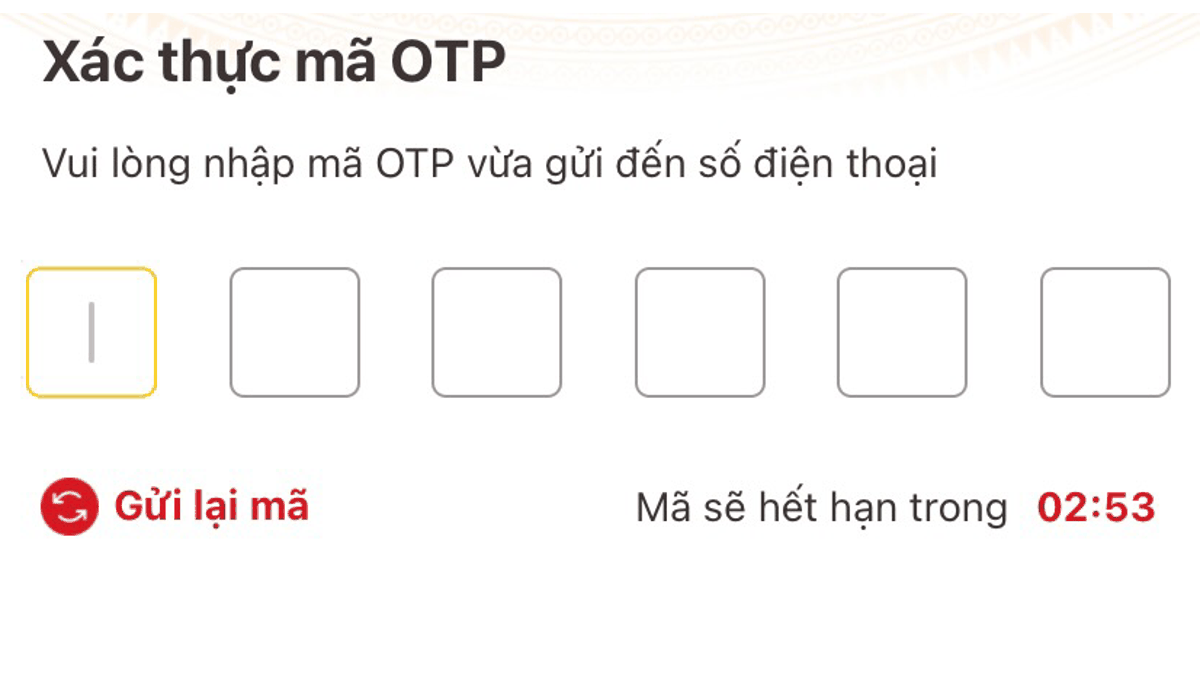 Xác thực mã OTP
Vui lòng nhập mã OTP vừa gửi đến số điện thoại
Gửi lại mã
Mã sẽ hết hạn trong 02:53